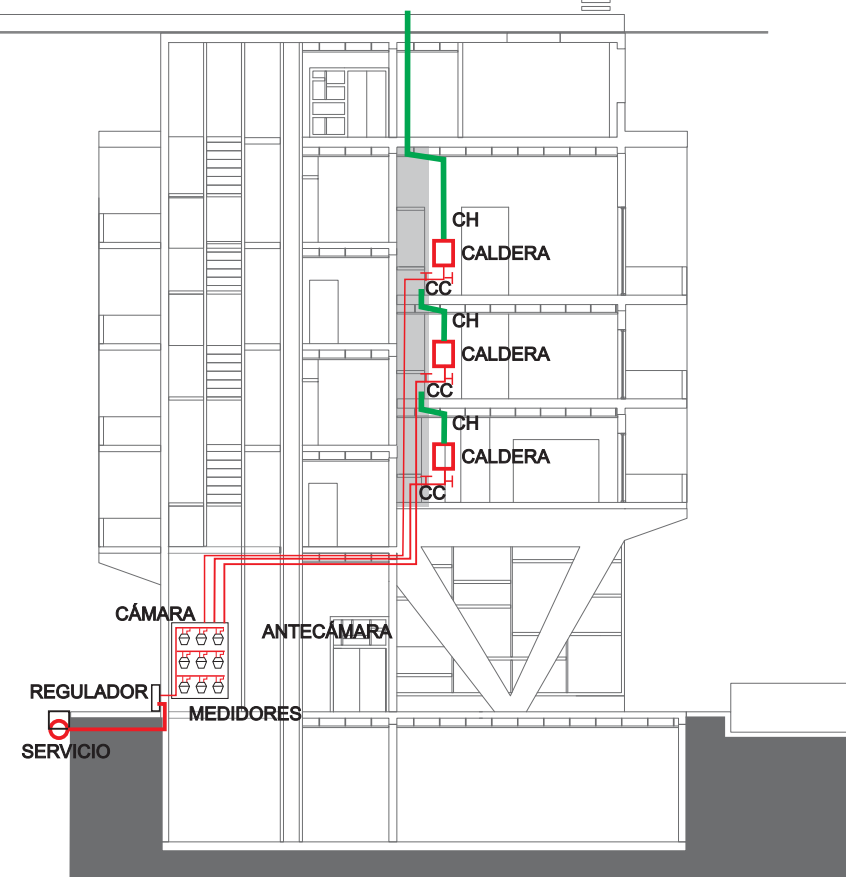 CH
CALDERA
CC
CH
CALDERA
CC
CH
CALDERA
CC
CÁMARA
ANTECÁMARA
REGULADOR
MEDIDORES
SERVICIO